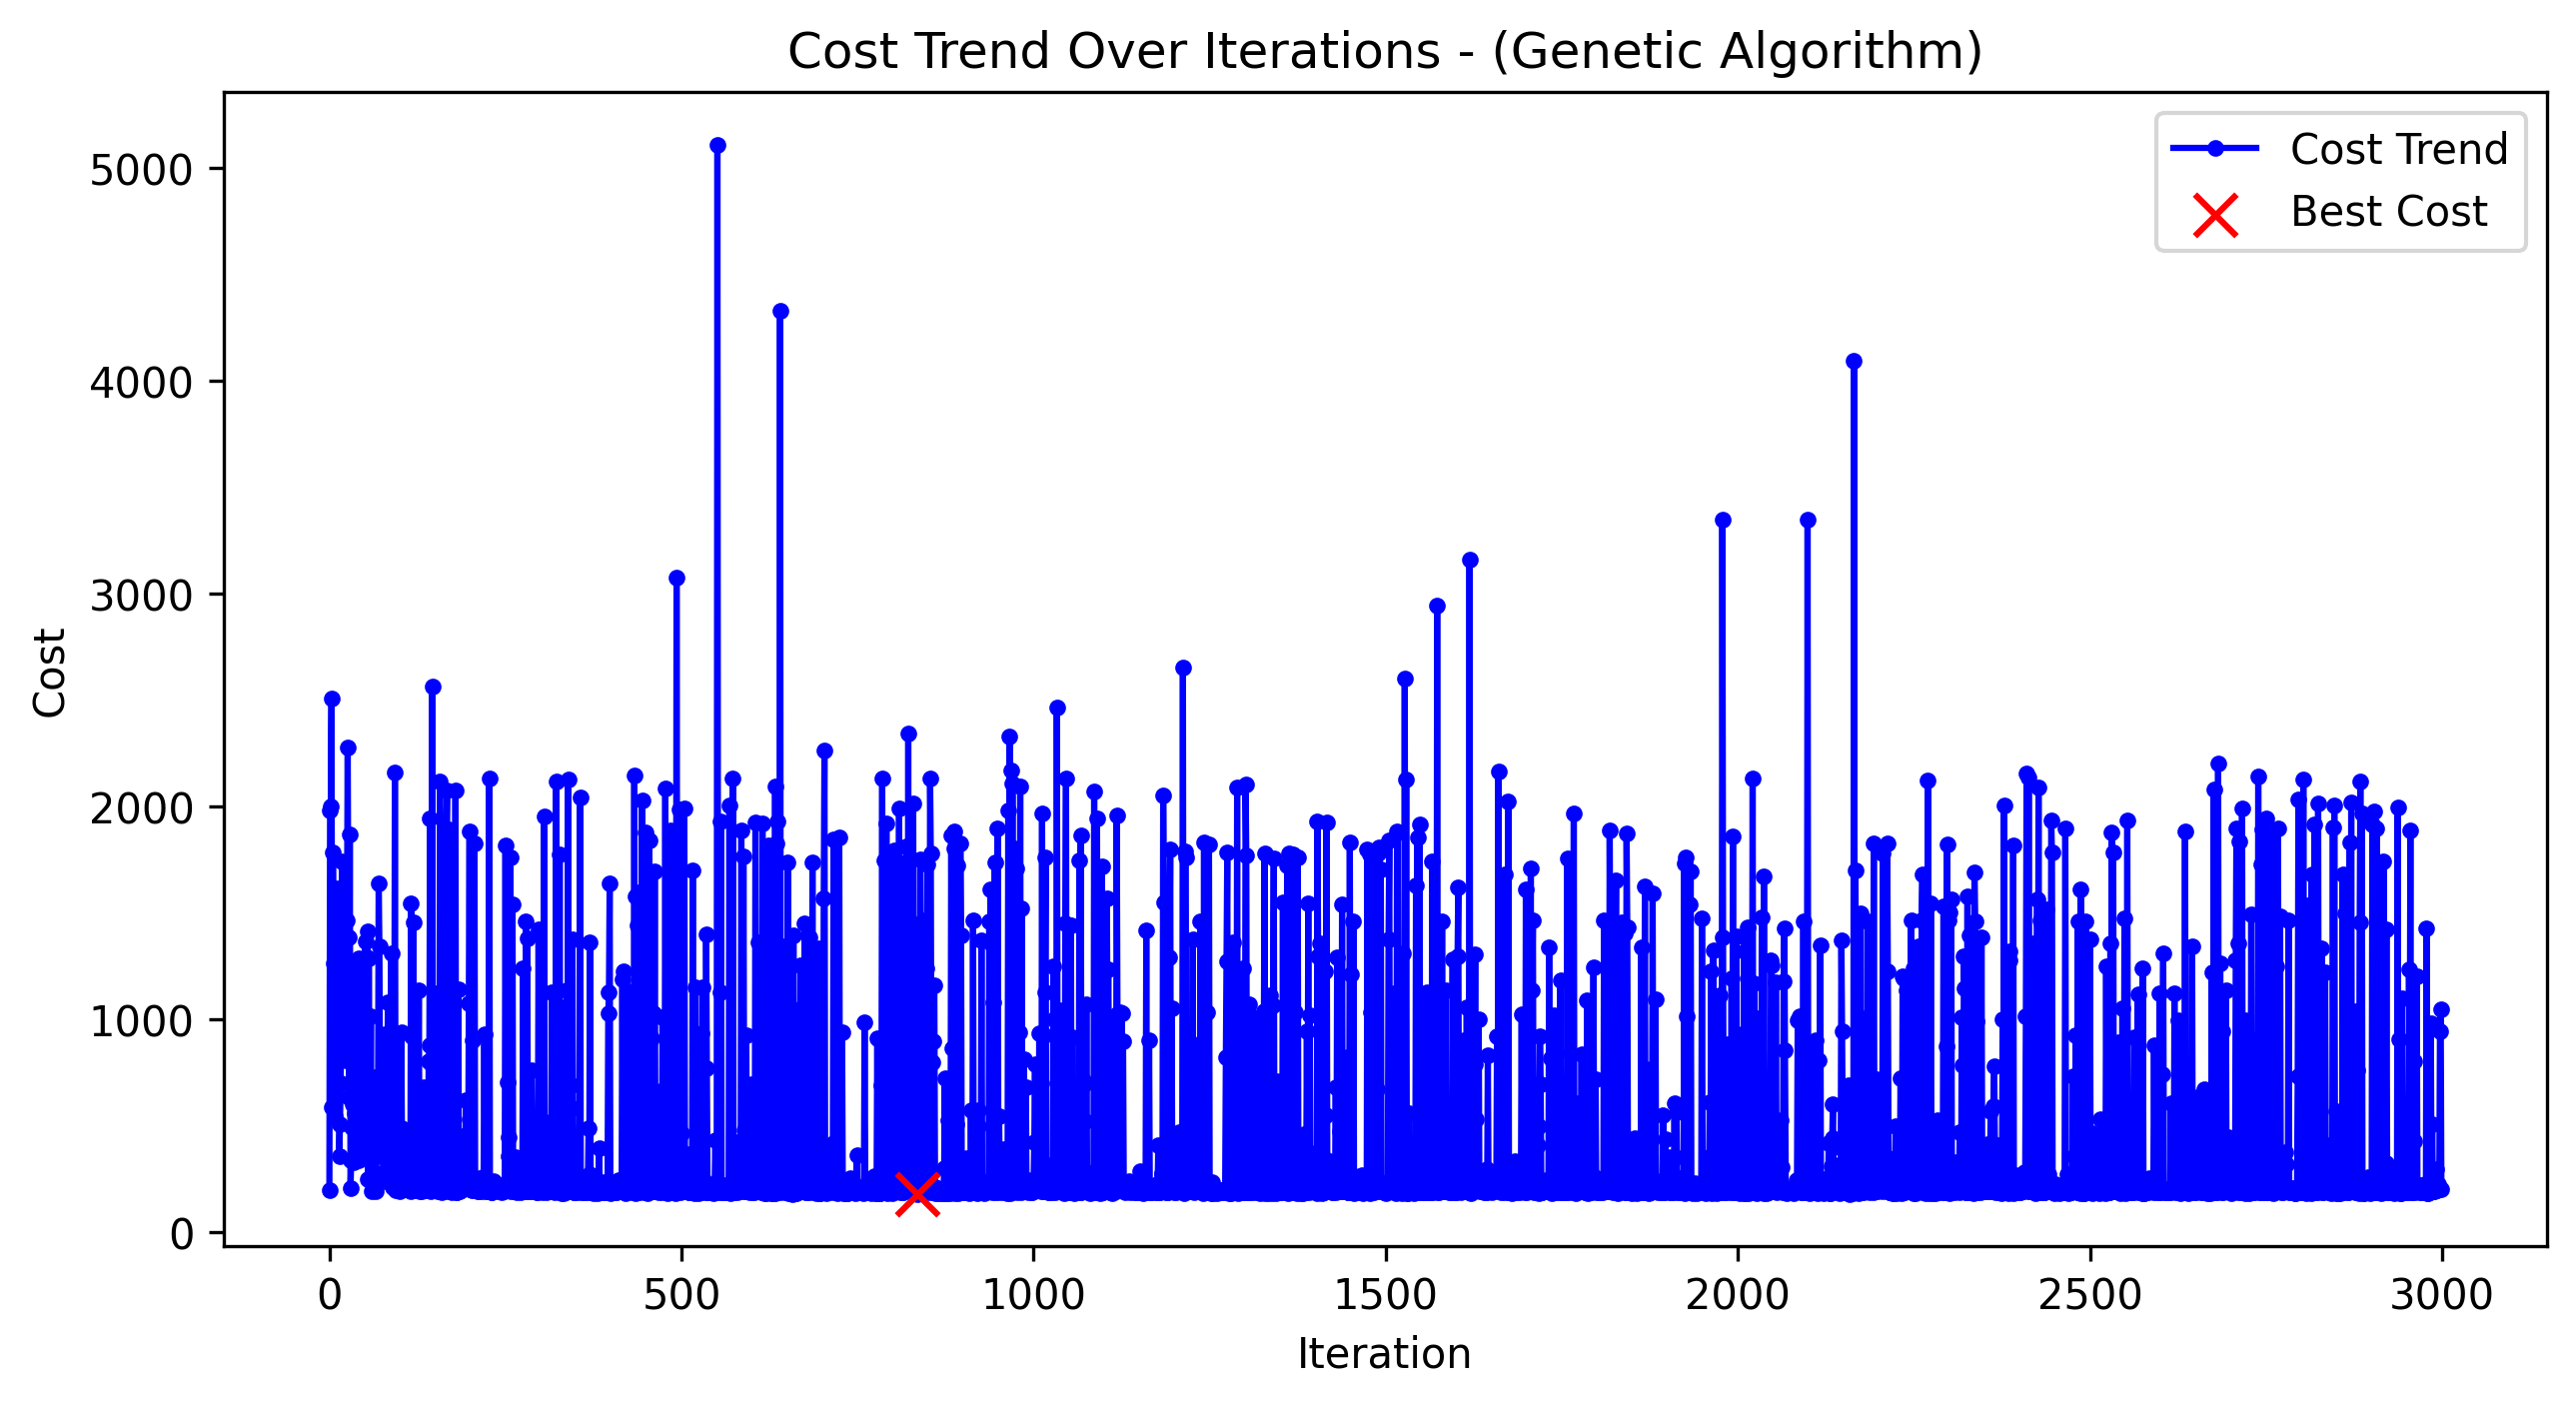 Cost Trend Over Iterations - (Genetic Algorithm)
Cost Trend
Best Cost
5000
4000
3000
2000
1000
0
Cost
0 500 1000 1500 2000 2500 3000
Iteration